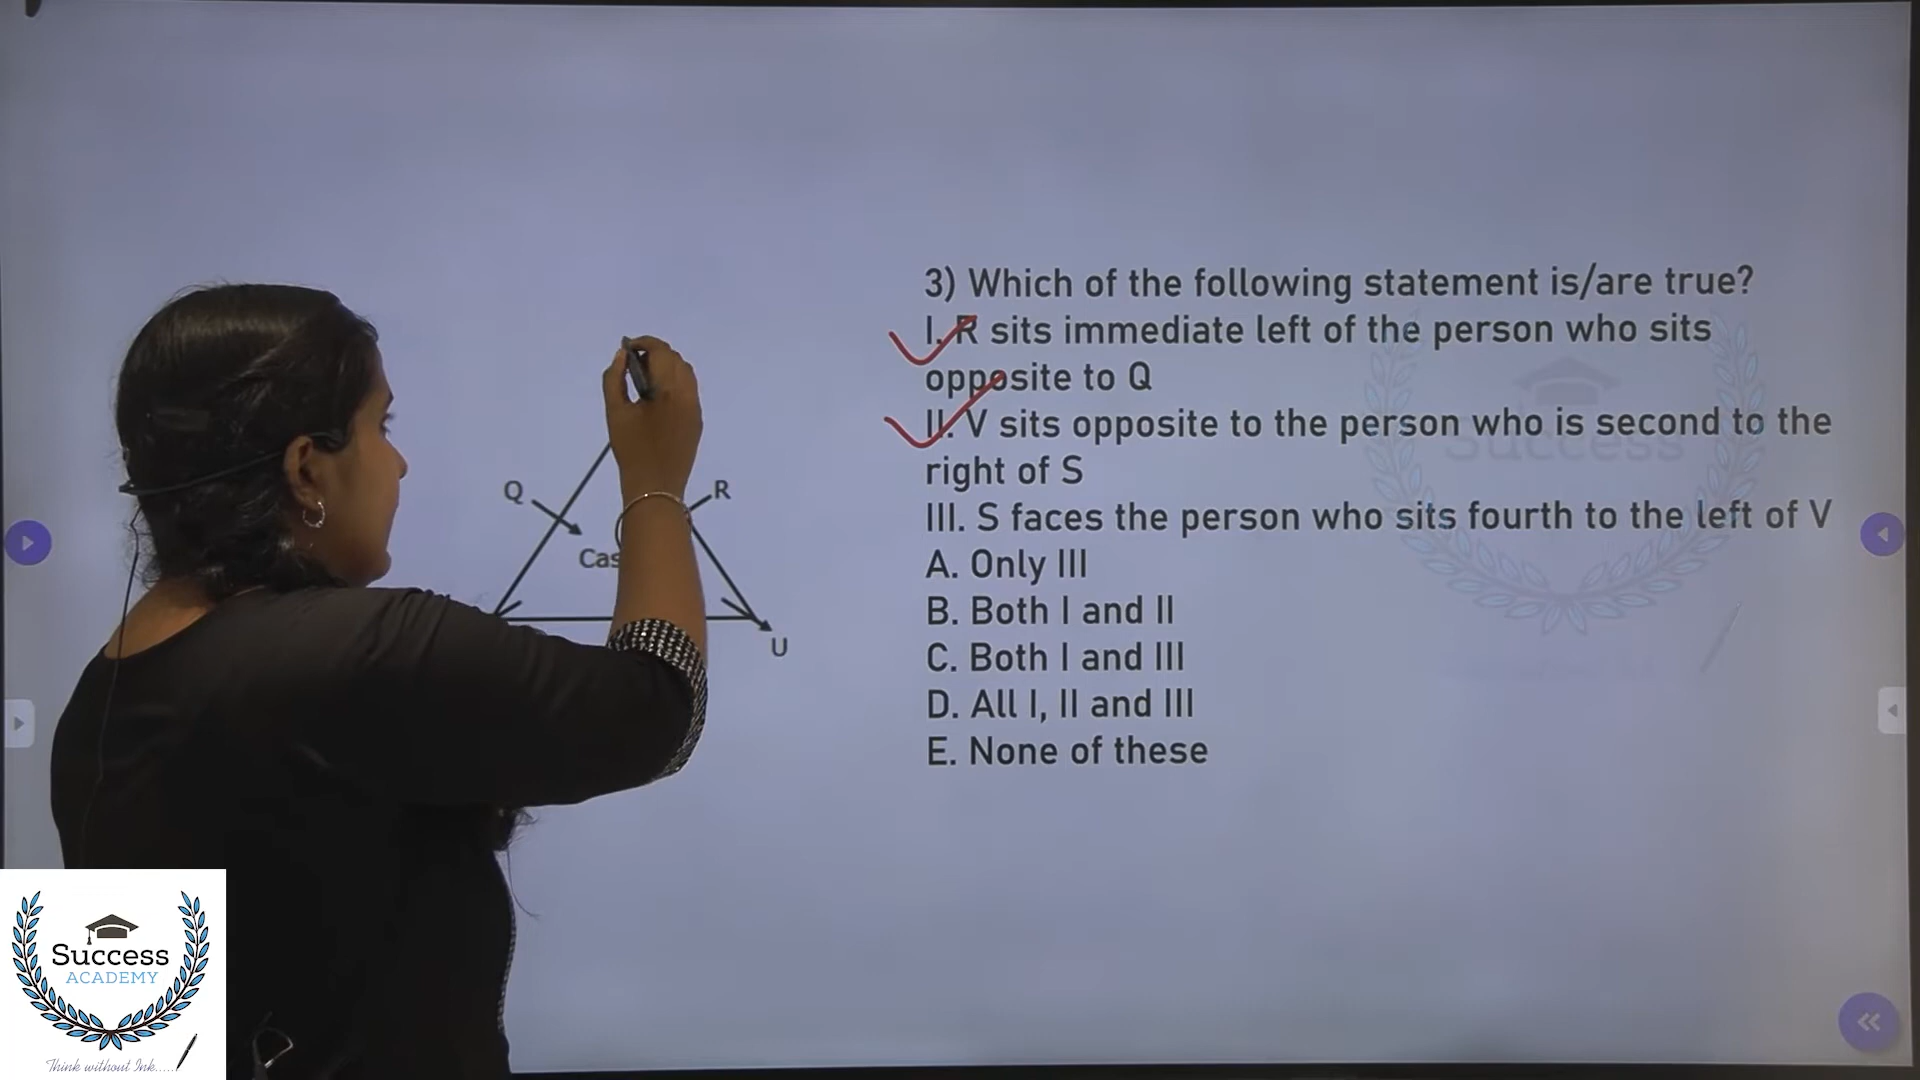 3) Which of the following statement is/are true?
I. R sits immediate left of the person who sits
opposite to Q
II. V sits opposite to the person who is second to the
right of S
III. S faces the person who sits fourth to the left of V
A. Only III
B. Both I and II
C. Both I and III
D. All I, II and III
E. None of these
Q
R
Cas
U
Success
Success
ACADEMY
Think without Ink.....